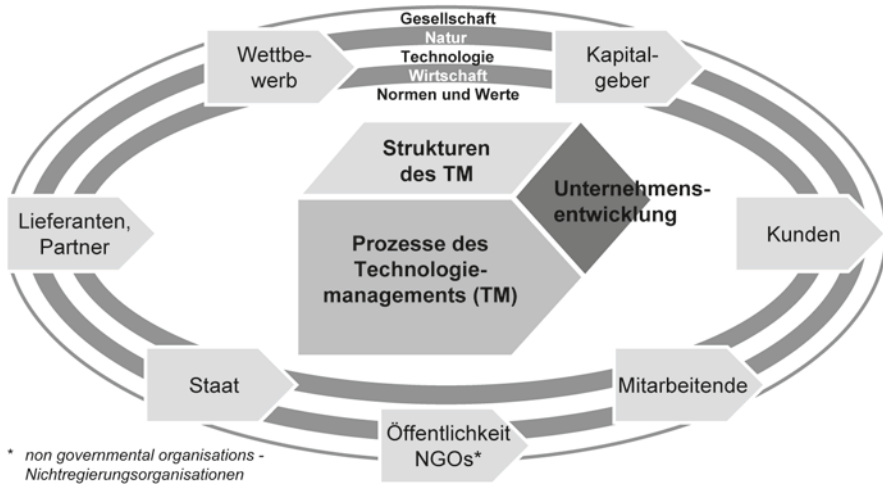 Gesellschaft
Natur
Technologie
Wirtschaft
Normen und Werte
Wettbe-
werb
Kapital-
geber
Strukturen
des TM
Unternehmens-
entwicklung
Lieferanten,
Partner
Kunden
Prozesse des
Technologie-
managements (TM)
Staat
Mitarbeitende
Öffentlichkeit
NGOs*
* non governmental organisations -
Nichtregierungsorganisationen